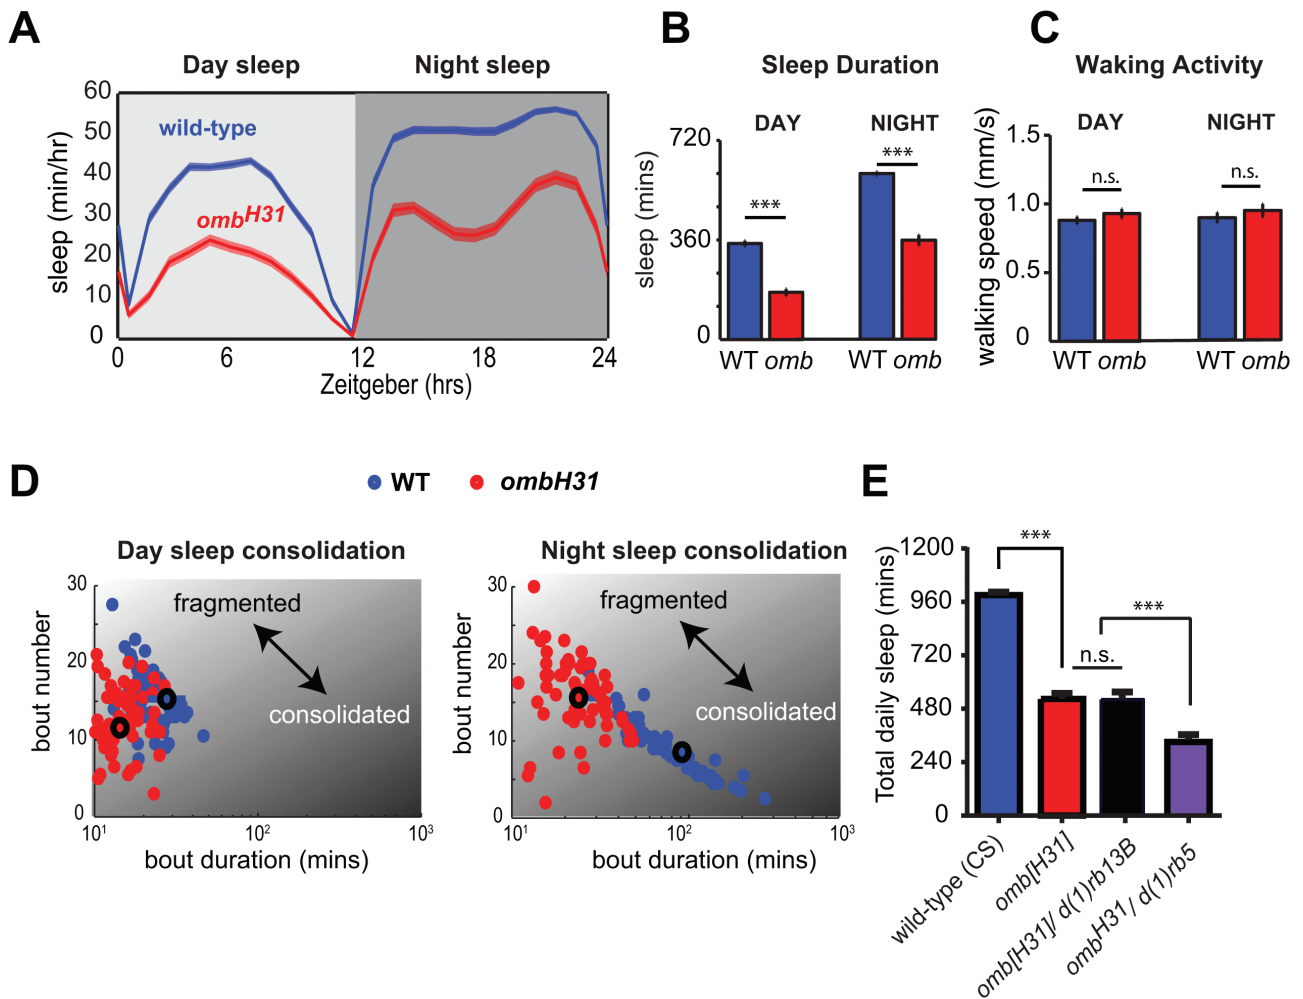 A
Day sleep
Night sleep
sleep (min/hr)
60
50
40
30
20
10
0
wild-type
ombH31
0
6
12
18
24
Zeitgeber (hrs)
B
Sleep Duration
DAY
NIGHT
sleep (mins)
720
360
0
***
***
WT omb
WT omb
C
Waking Activity
DAY
NIGHT
walking speed (mm/s)
1.5
1.0
0.5
0
n.s.
n.s.
WT omb
WT omb
D
WT
ombH31
Day sleep consolidation
bout number
30
20
10
0
fragmented
consolidated
10¹
10²
10³
bout duration (mins)
Night sleep consolidation
bout number
30
20
10
0
fragmented
consolidated
10¹
10²
10³
bout duration (mins)
E
Total daily sleep (mins)
1200
960
720
480
240
0
***
***
n.s.
wild-type (CS)
omb[H31]
omb[H31]/ d(1)rb13B
ombH31/ d(1)rb5